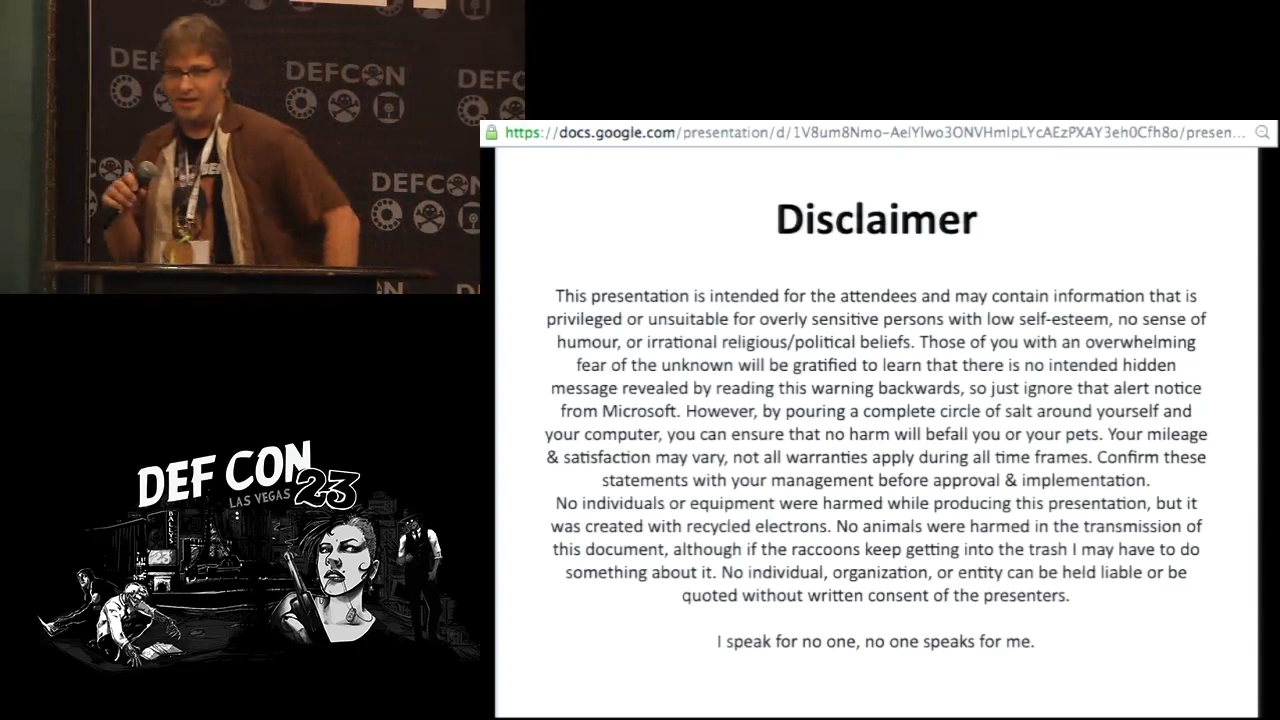 DEFCON
DEFCON
DEFC
DEFCON
https://docs.google.com/presentation/d/1V8um8Nmo-AelYlwo3ONVHmlpLYcAEzPXAY3eh0Cfh8o/presen...
Disclaimer
This presentation is intended for the attendees and may contain information that is
privileged or unsuitable for overly sensitive persons with low self-esteem, no sense of
humour, or irrational religious/political beliefs. Those of you with an overwhelming
fear of the unknown will be gratified to learn that there is no intended hidden
message revealed by reading this warning backwards, so just ignore that alert notice
from Microsoft. However, by pouring a complete circle of salt around yourself and
your computer, you can ensure that no harm will befall you or your pets. Your mileage
& satisfaction may vary, not all warranties apply during all time frames. Confirm these
statements with your management before approval & implementation.
No individuals or equipment were harmed while producing this presentation, but it
was created with recycled electrons. No animals were harmed in the transmission of
this document, although if the raccoons keep getting into the trash I may have to do
something about it. No individual, organization, or entity can be held liable or be
quoted without written consent of the presenters.
I speak for no one, no one speaks for me.
DEF CON
LAS VEGAS 23
BALLYS